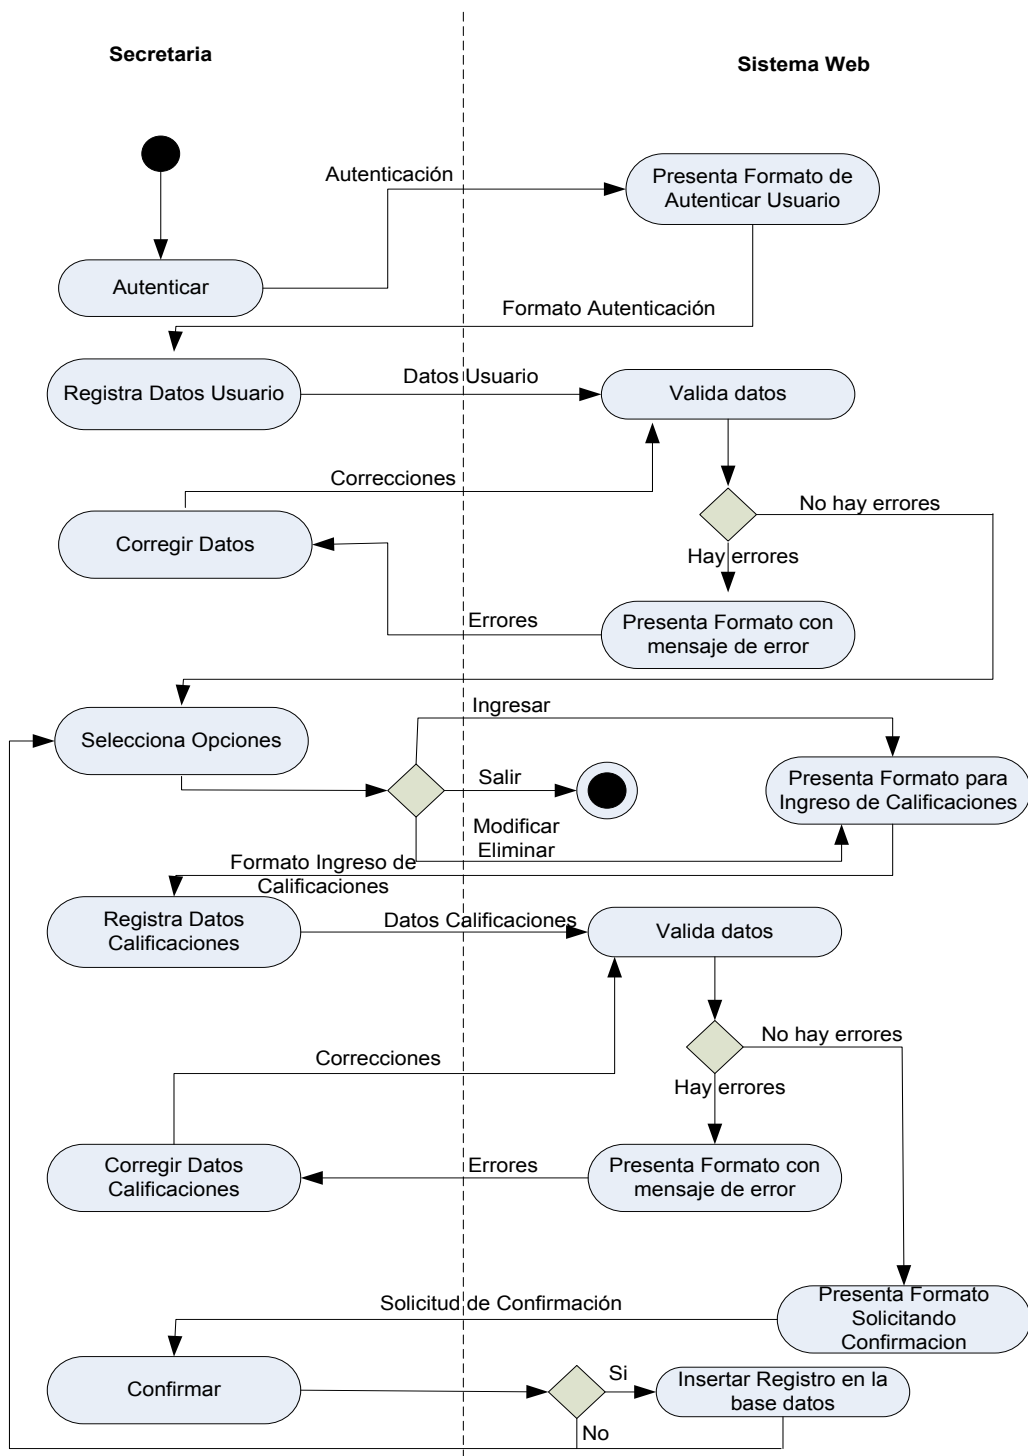 Secretaria
Sistema Web
Autenticación
Presenta Formato de
Autenticar Usuario
Autenticar
Formato Autenticación
Registra Datos Usuario
Datos Usuario
Valida datos
Correcciones
No hay errores
Corregir Datos
Hay errores
Errores
Presenta Formato con
mensaje de error
Ingresar
Selecciona Opciones
Salir
Presenta Formato para
Ingreso de Calificaciones
Modificar
Eliminar
Formato Ingreso de
Calificaciones
Registra Datos
Calificaciones
Datos Calificaciones
Valida datos
No hay errores
Correcciones
Hay errores
Corregir Datos
Calificaciones
Errores
Presenta Formato con
mensaje de error
Presenta Formato
Solicitando
Confirmacion
Solicitud de Confirmación
Confirmar
Si
Insertar Registro en la
base datos
No